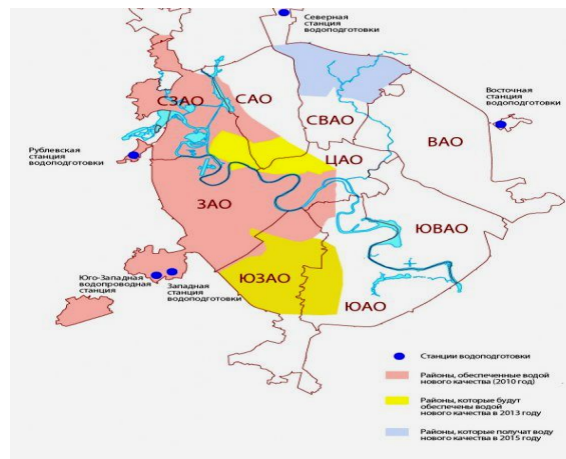 Северная
станция
водоподготовки
Восточная
станция
водоподготовки
СЗАО
САО
СВАО
ВАО
Рублевская
станция
водоподготовки
ЦАО
ЗАО
ЮВАО
Юго-Западная
водопроводная
станция
Западная
станция
водоподготовки
ЮЗАО
ЮАО
Станции водоподготовки
Районы, обеспеченные водой
нового качества (2010 год)
Районы, которые будут
обеспечены водой
нового качества в 2013 году
Районы, которые получат воду
нового качества в 2015 году